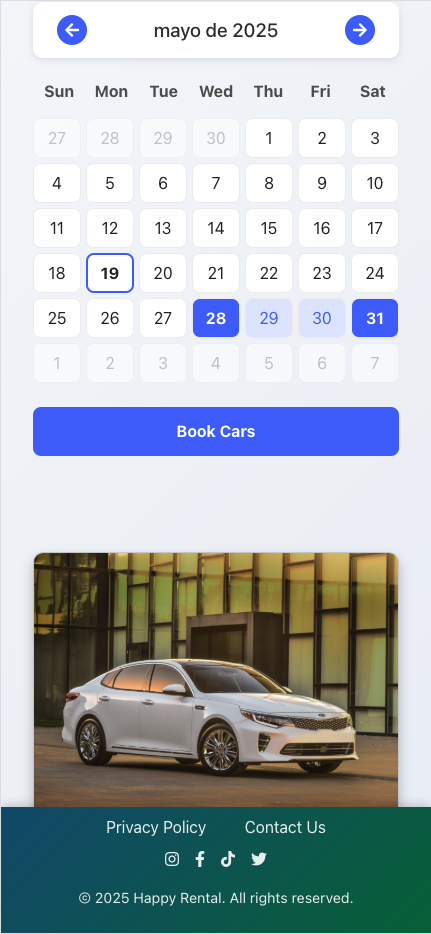 mayo de 2025
Sun Mon Tue Wed Thu Fri Sat
27 28 29 30 1 2 3
4 5 6 7 8 9 10
11 12 13 14 15 16 17
18 19 20 21 22 23 24
25 26 27 28 29 30 31
1 2 3 4 5 6 7
Book Cars
Privacy Policy Contact Us
© 2025 Happy Rental. All rights reserved.